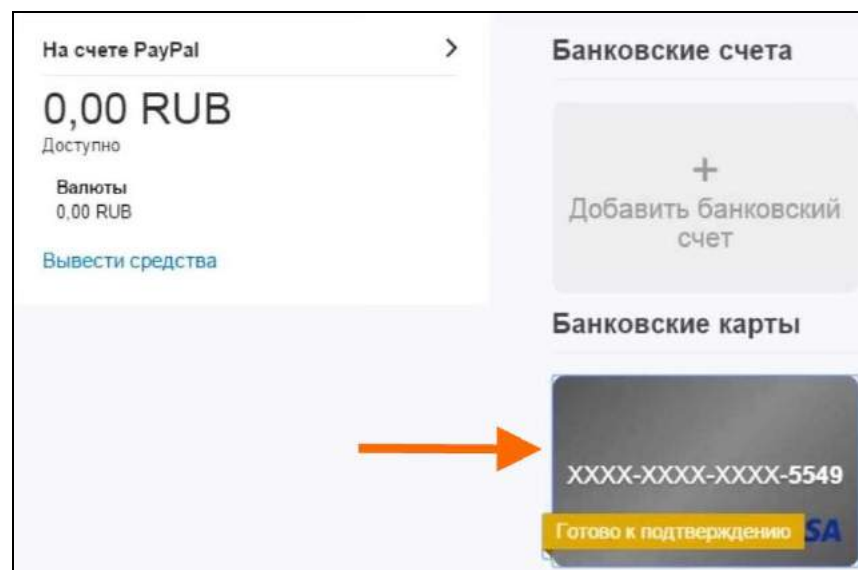 На счете PayPal
0,00 RUB
Доступно
Валюты
0,00 RUB
Вывести средства
Банковские счета
+
Добавить банковский
счет
Банковские карты
XXXX-XXXX-XXXX-5549
Готово к подтверждению
SA